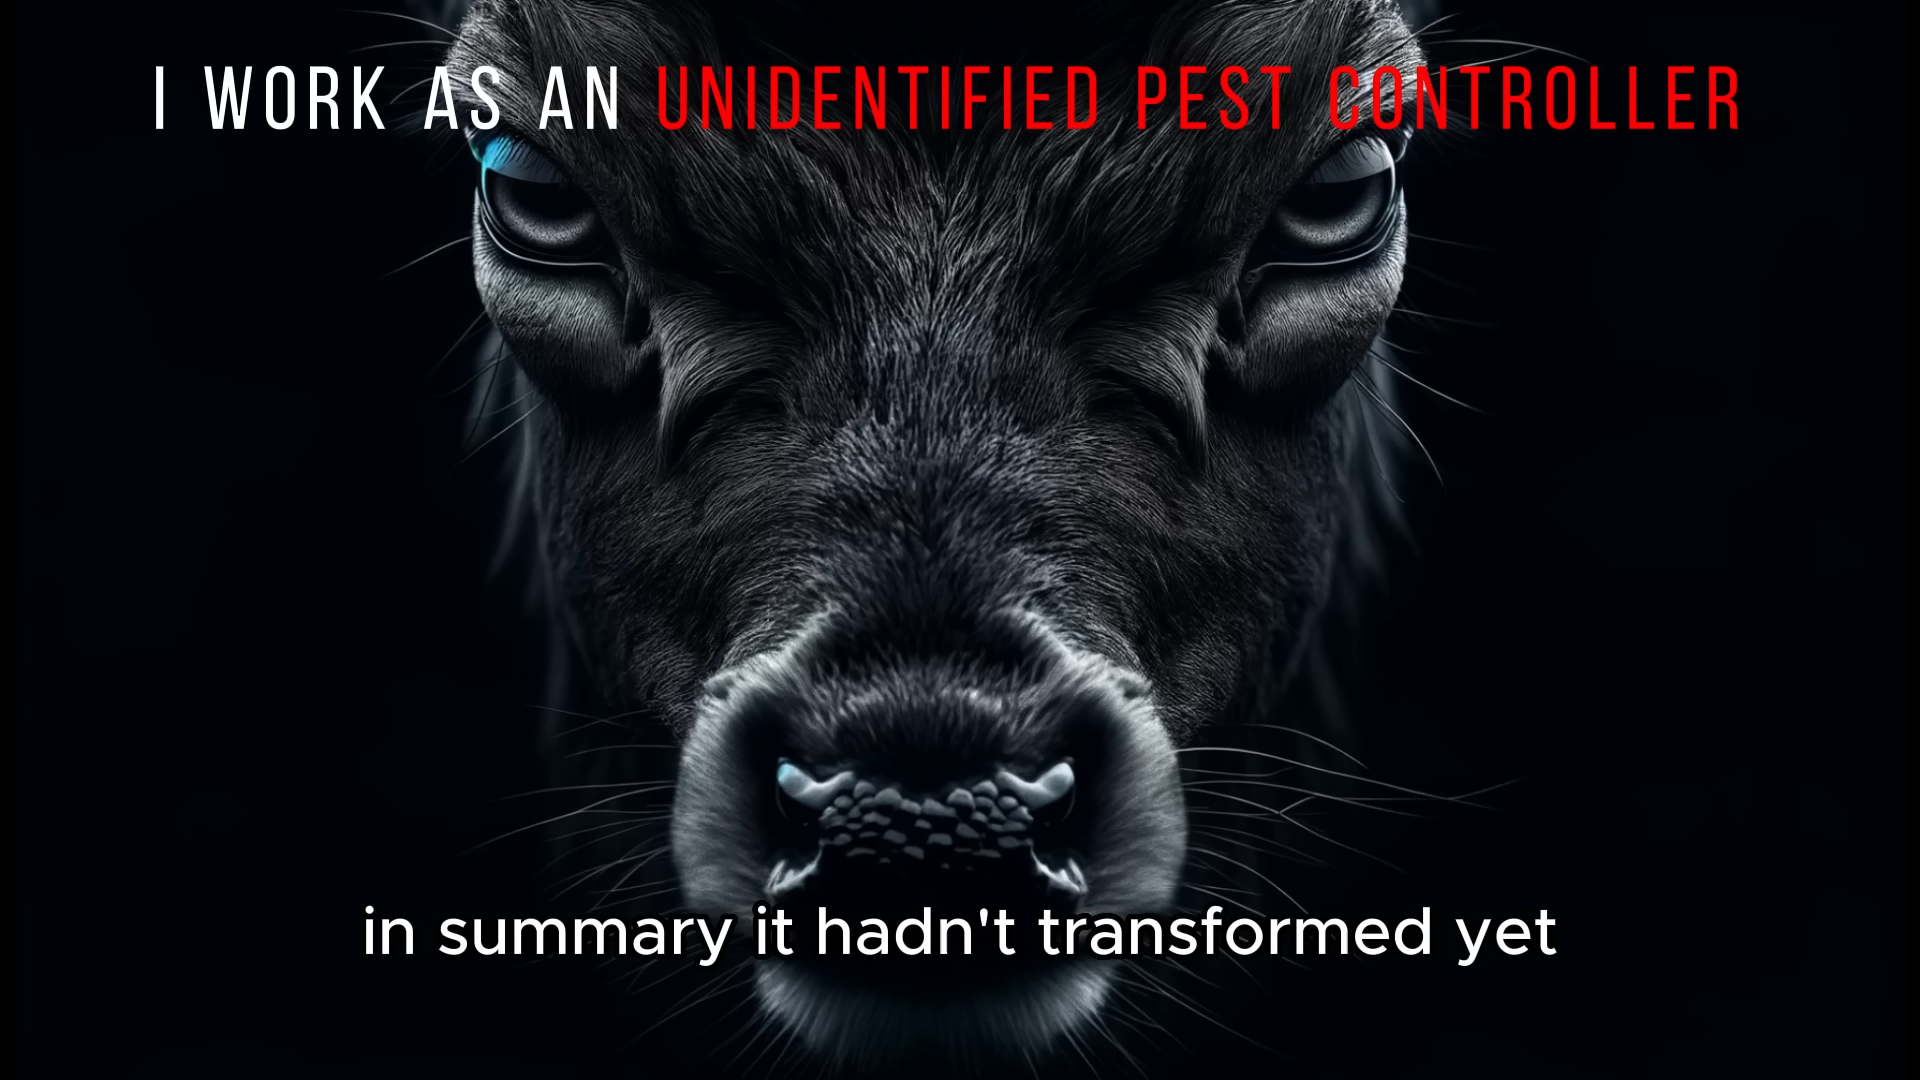 I WORK AS AN UNIDENTIFIED PEST CONTROLLER
in summary it hadn't transformed yet